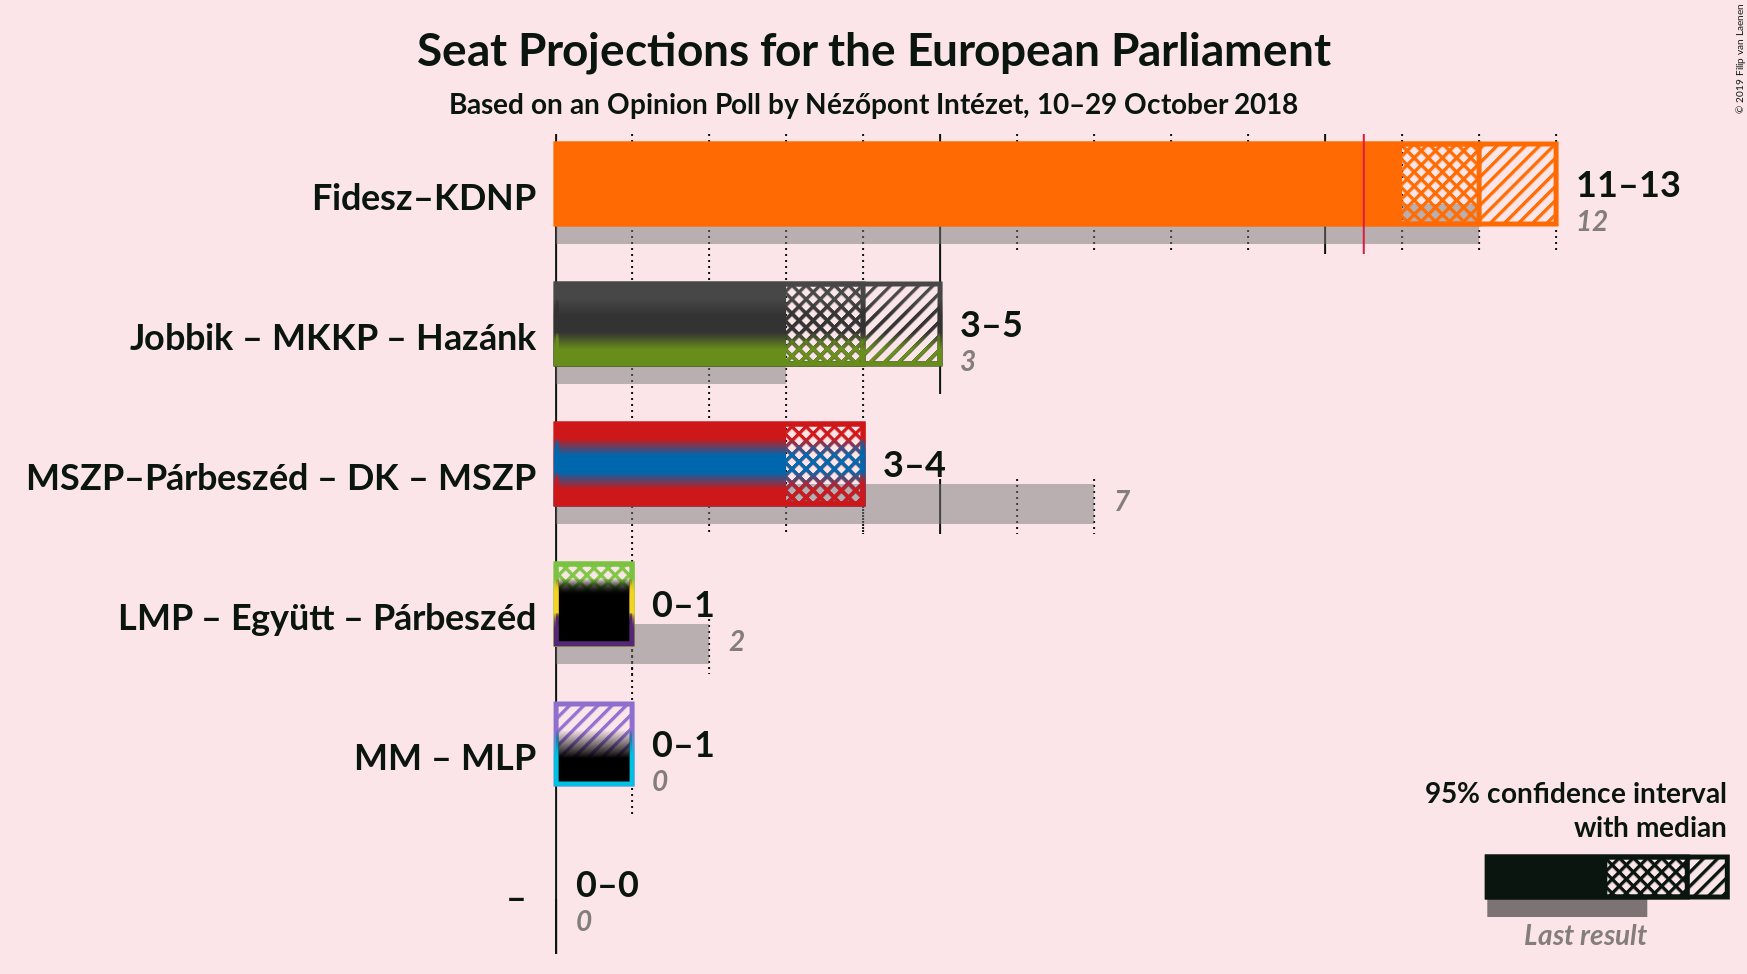 Seat Projections for the European Parliament
Based on an Opinion Poll by Nézőpont Intézet, 10–29 October 2018
© 2019 Filip van Laenen
Fidesz–KDNP
11–13
12
Jobbik – MKKP – Hazánk
3–5
3
MSZP–Párbeszéd – DK – MSZP
3–4
7
LMP – Együtt – Párbeszéd
0–1
2
MM – MLP
0–1
0
–
0–0
0
95% confidence interval
with median
Last result